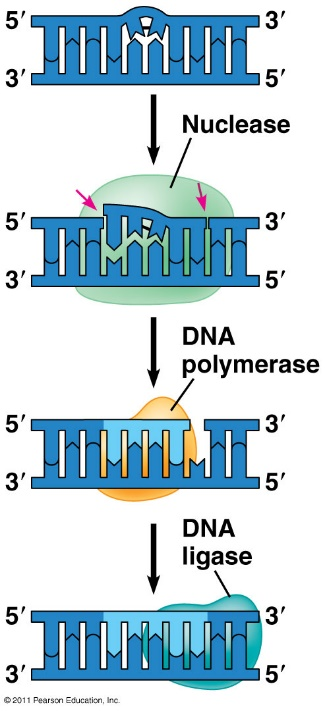 5′ 3′
3′ 5′
Nuclease
5′ 3′
3′ 5′
DNA
polymerase
5′ 3′
3′ 5′
DNA
ligase
5′ 3′
3′ 5′
© 2011 Pearson Education, Inc.